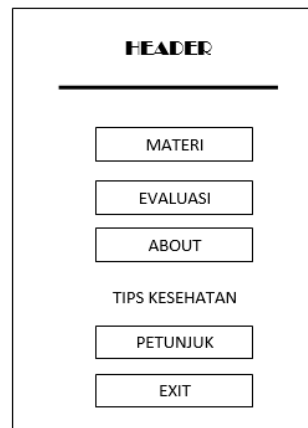 HEADER
MATERI
EVALUASI
ABOUT
TIPS KESEHATAN
PETUNJUK
EXIT